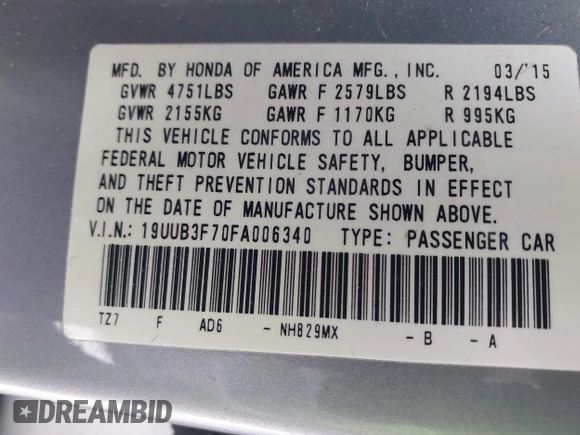 MFD. BY HONDA OF AMERICA MFG., INC. 03/'15
GVWR 4751LBS GAWR F 2579LBS R 2194LBS
GVWR 2155KG GAWR F 1170KG R 995KG
THIS VEHICLE CONFORMS TO ALL APPLICABLE
FEDERAL MOTOR VEHICLE SAFETY, BUMPER,
AND THEFT PREVENTION STANDARDS IN EFFECT
ON THE DATE OF MANUFACTURE SHOWN ABOVE.
V.I.N.: 19UUB3F70FA006340 TYPE: PASSENGER CAR
TZ7 F AD6 - NH829MX - B - A
DREAMBID